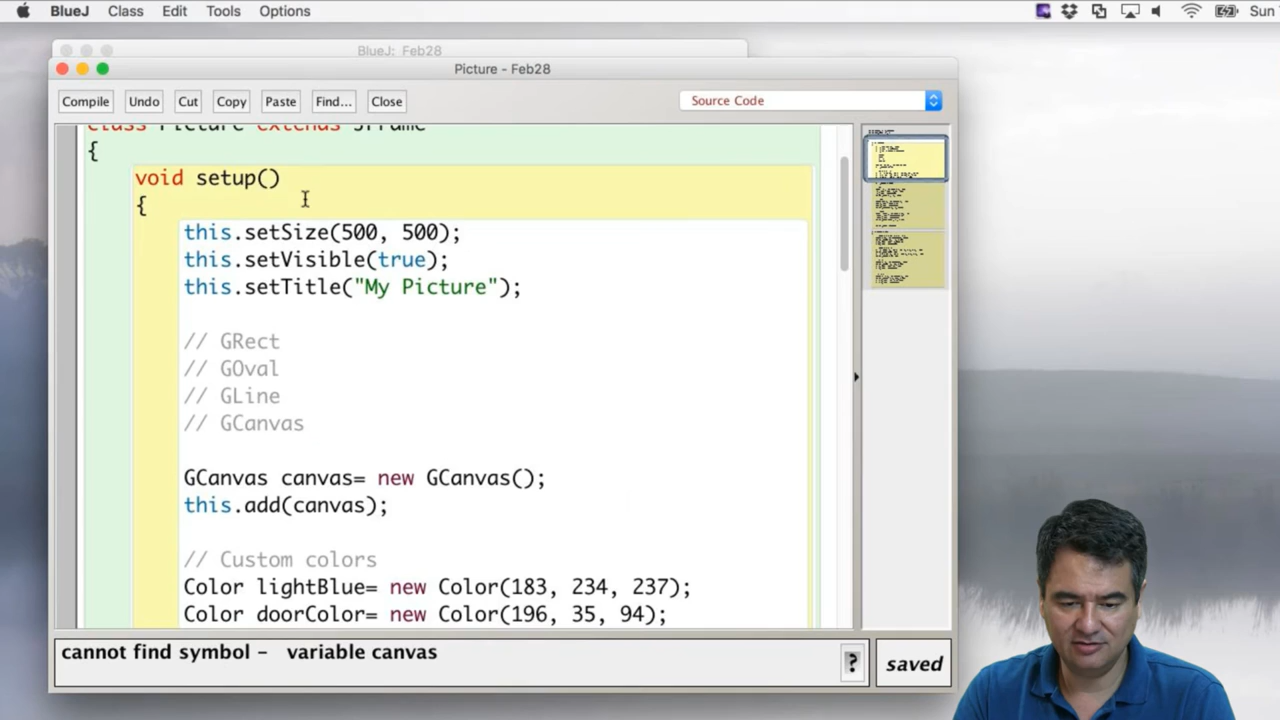 BlueJ Class Edit Tools Options Sun
BlueJ: Feb28
Picture - Feb28
Compile Undo Cut Copy Paste Find... Close Source Code
class Picture extends JFrame
{
void setup()
{
this.setSize(500, 500);
this.setVisible(true);
this.setTitle("My Picture");
// GRect
// GOval
// GLine
// GCanvas
GCanvas canvas= new GCanvas();
this.add(canvas);
// Custom colors
Color lightBlue= new Color(183, 234, 237);
Color doorColor= new Color(196, 35, 94);
cannot find symbol - variable canvas
? saved